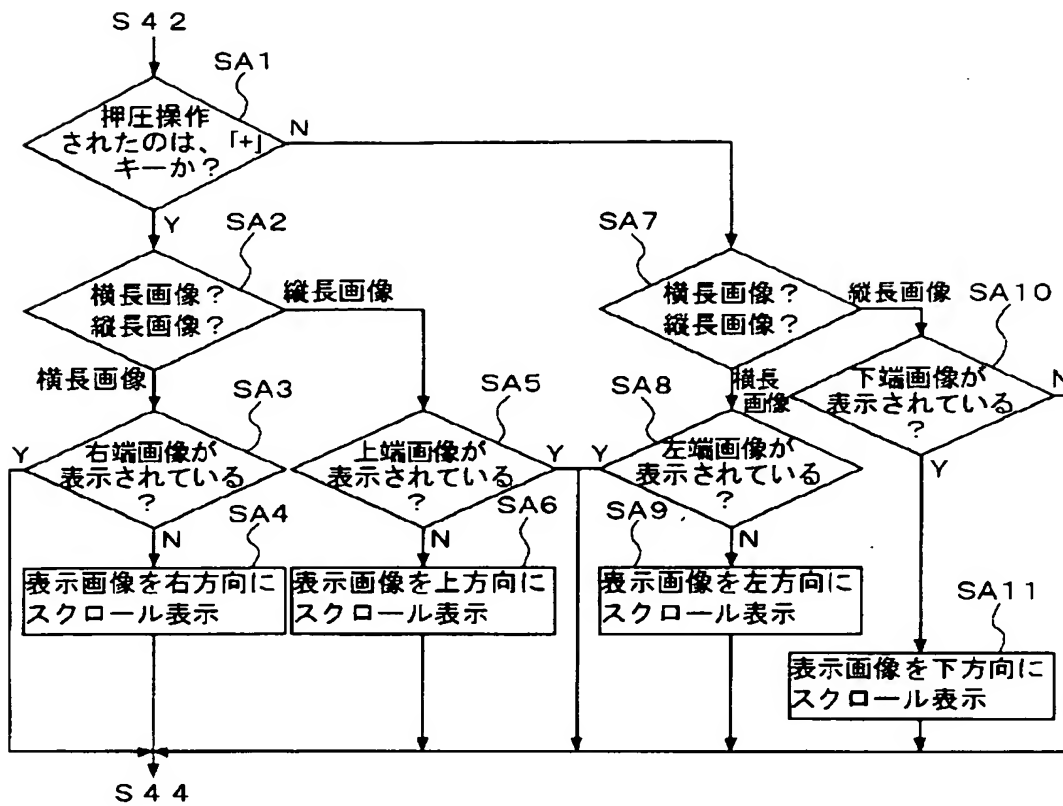 S42
SA1
押圧操作
されたのは、「+」
キーか?
N
Y
SA2
横長画像?
縦長画像?
縦長画像
横長画像
SA3
右端画像が
表示されている
?
Y
N
SA4
表示画像を右方向に
スクロール表示
SA5
上端画像が
表示されている
?
Y
N
SA6
表示画像を上方向に
スクロール表示
SA7
横長画像?
縦長画像?
縦長画像
横長
画像
SA8
左端画像が
表示されている
?
Y
N
SA9
表示画像を左方向に
スクロール表示
SA10
下端画像が
表示されている
?
N
Y
SA11
表示画像を下方向に
スクロール表示
S44